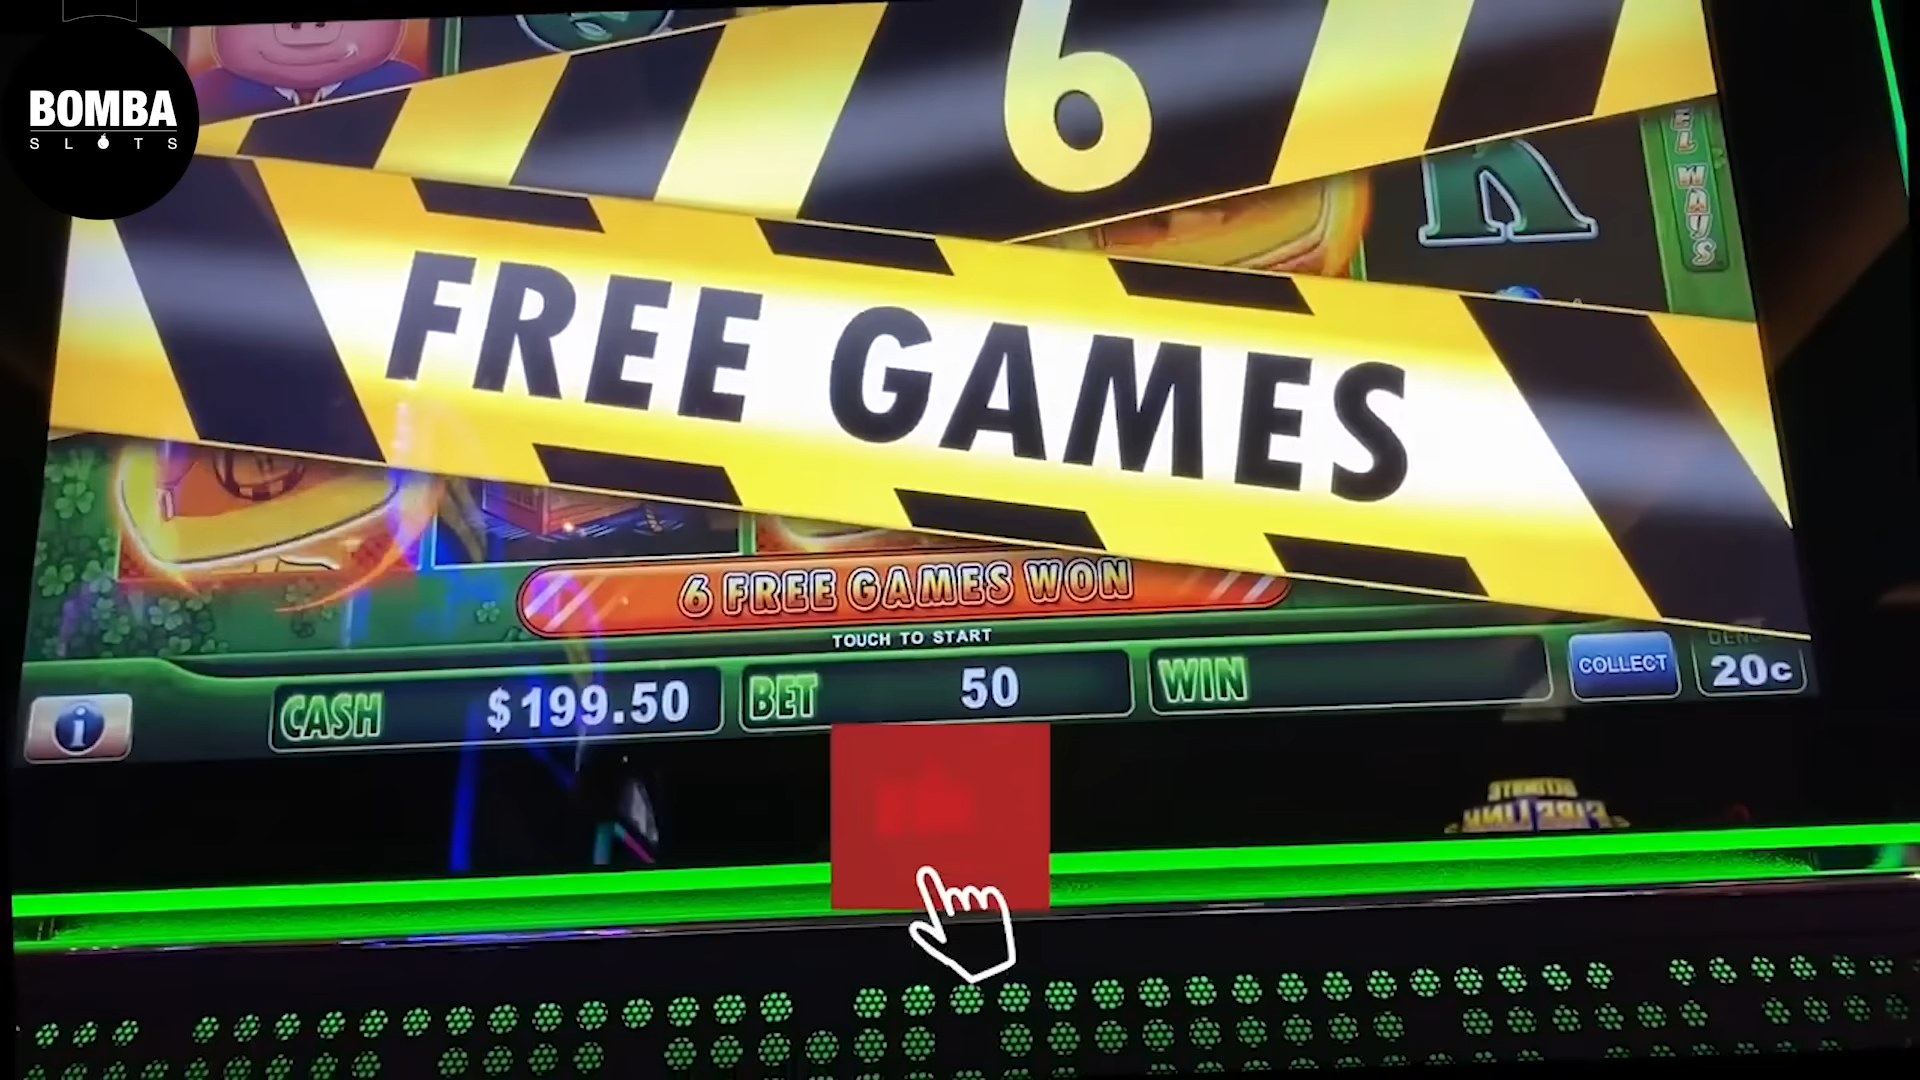 BOMBA
SLOTS
6
FREE GAMES
6 FREE GAMES WON
TOUCH TO START
CASH $199.50
BET 50
WIN
COLLECT
20c